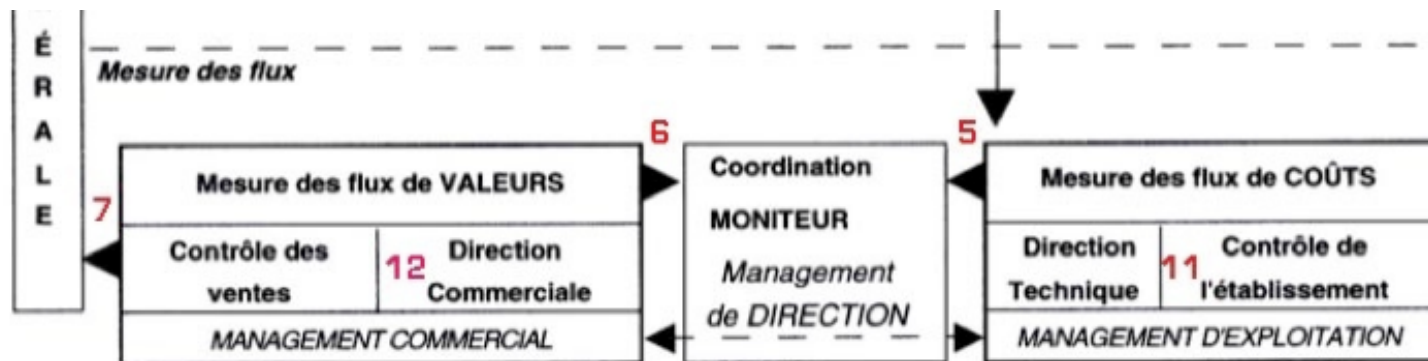 É
R
A
L
E
Mesure des flux
7
6
5
Mesure des flux de VALEURS
Contrôle des
ventes
12
Direction
Commerciale
MANAGEMENT COMMERCIAL
Coordination
MONITEUR
Management
de DIRECTION
Mesure des flux de COÛTS
Direction
Technique
11
Contrôle de
l'établissement
MANAGEMENT D'EXPLOITATION